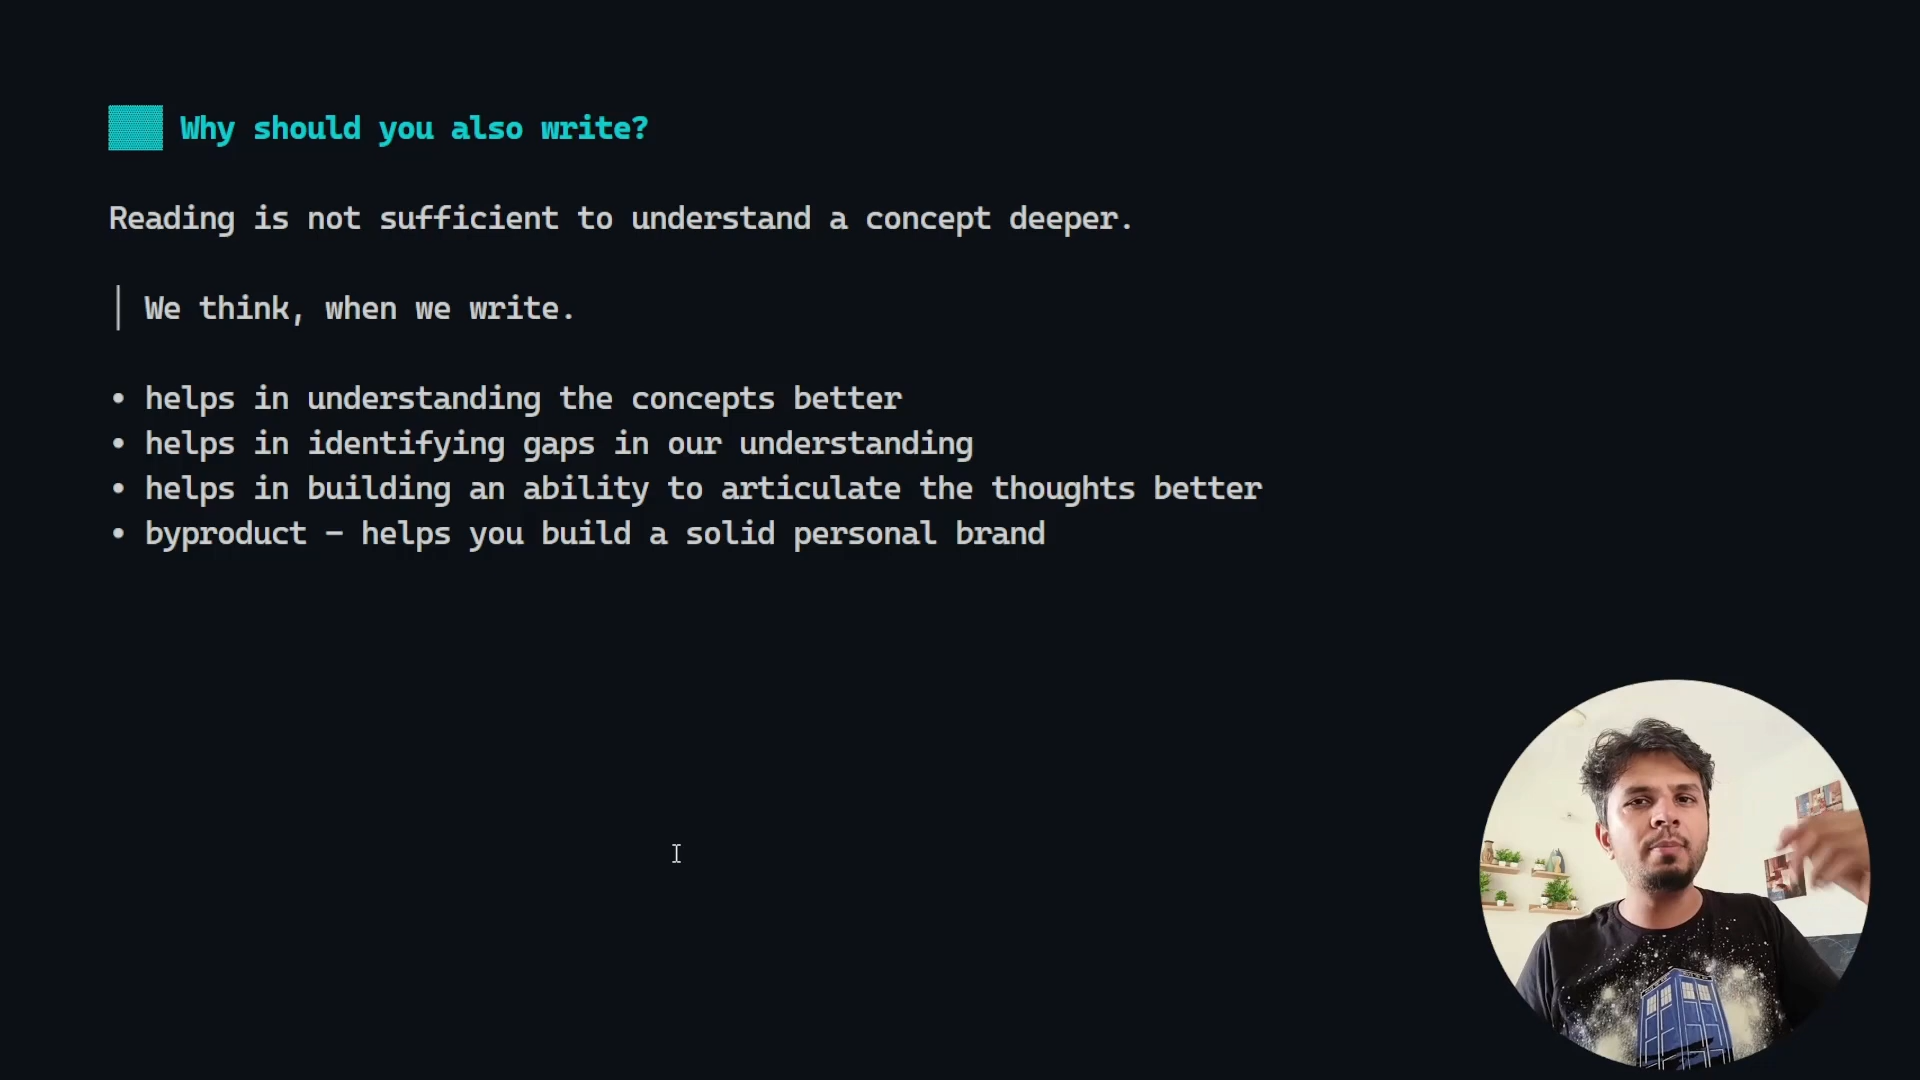 Why should you also write?
Reading is not sufficient to understand a concept deeper.
We think, when we write.
• helps in understanding the concepts better
• helps in identifying gaps in our understanding
• helps in building an ability to articulate the thoughts better
• byproduct - helps you build a solid personal brand